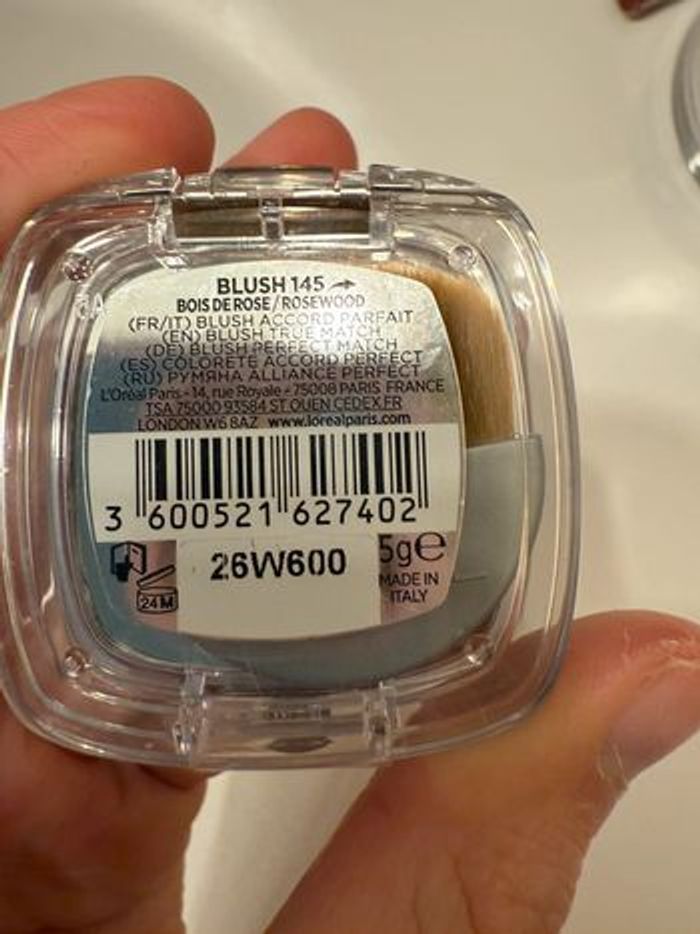 BLUSH 145
BOIS DE ROSE / ROSEWOOD
(FR/IT) BLUSH ACCORD PARFAIT
(EN) BLUSH TRUE MATCH
(DE) BLUSH PERFECT MATCH
(ES) COLORETE ACCORD PERFECT
(RU) РУМЯНА ALLIANCE PERFECT
L'Oréal Paris - 14, rue Royale - 75008 PARIS FRANCE
TSA 75000 93584 ST OUEN CEDEX FR
LONDON W6 8AZ www.lorealparis.com
3 600521 627402
26W600
5g℮
24 M
MADE IN
ITALY